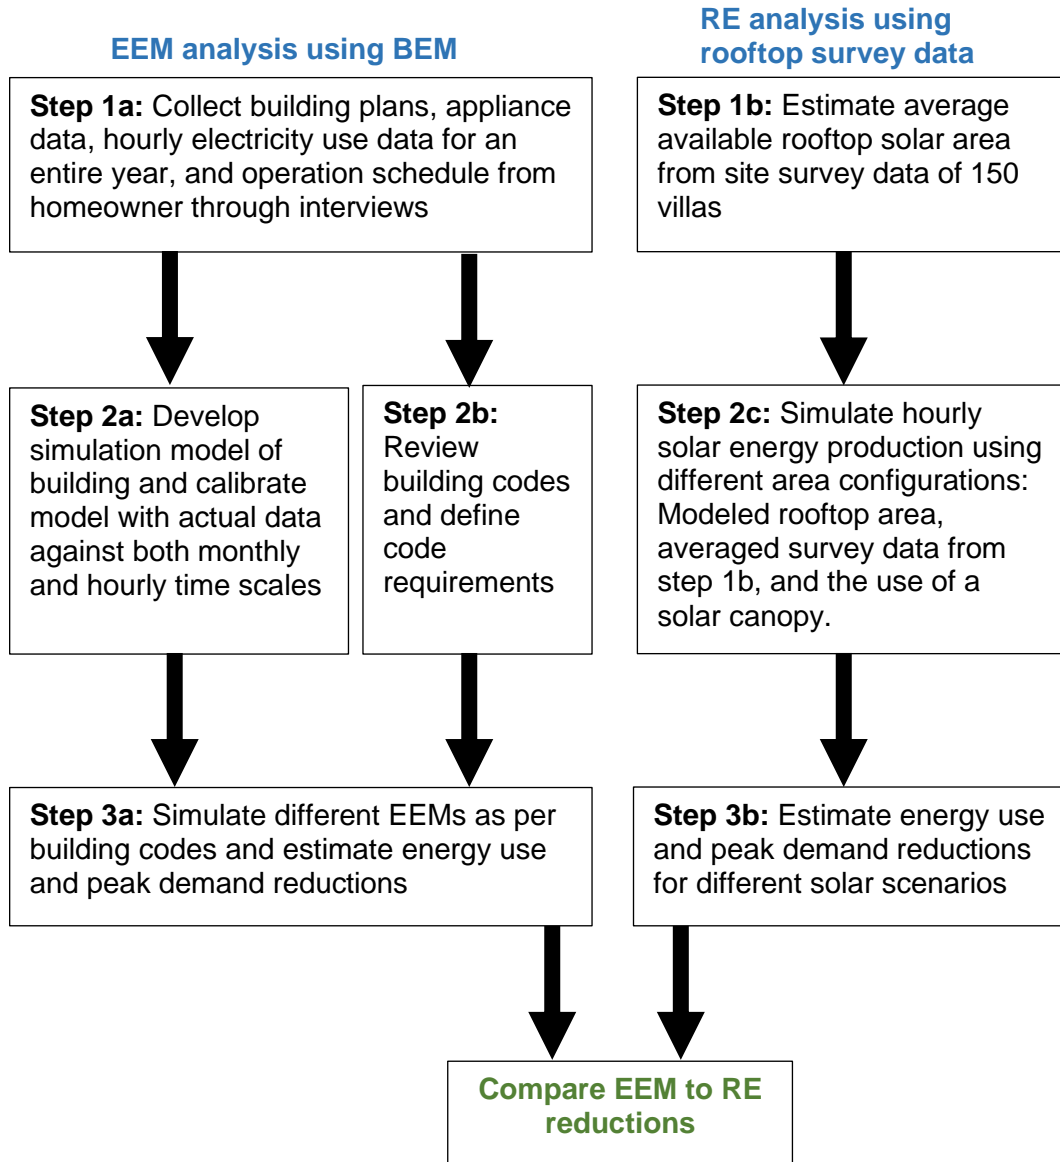 EEM analysis using BEM
RE analysis using
rooftop survey data
Step 1a: Collect building plans, appliance
data, hourly electricity use data for an
entire year, and operation schedule from
homeowner through interviews
Step 1b: Estimate average
available rooftop solar area
from site survey data of 150
villas
Step 2a: Develop
simulation model of
building and calibrate
model with actual data
against both monthly
and hourly time scales
Step 2b:
Review
building codes
and define
code
requirements
Step 2c: Simulate hourly
solar energy production using
different area configurations:
Modeled rooftop area,
averaged survey data from
step 1b, and the use of a
solar canopy.
Step 3a: Simulate different EEMs as per
building codes and estimate energy use
and peak demand reductions
Step 3b: Estimate energy use
and peak demand reductions
for different solar scenarios
Compare EEM to RE
reductions